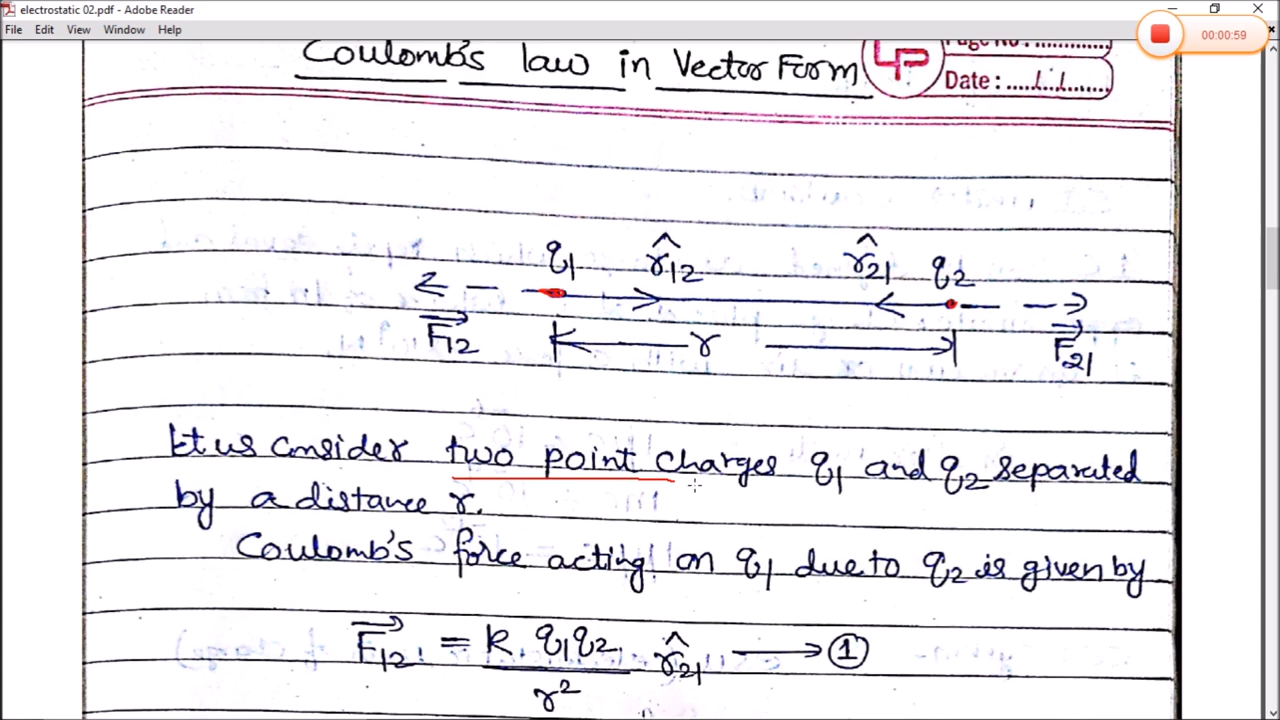 electrostatic 02.pdf - Adobe Reader
File Edit View Window Help
00:00:59
Coulomb's law in Vector Form
Page No :
Date : ...../.../........
q1 r̂12 r̂21 q2
F⃗12 r F⃗21
Let us Consider two point charges q1 and q2 separated
by a distance r.
Coulomb's force acting on q1 due to q2 is given by
F⃗12 = K q1q2 r̂21 ⟶ ①
r²